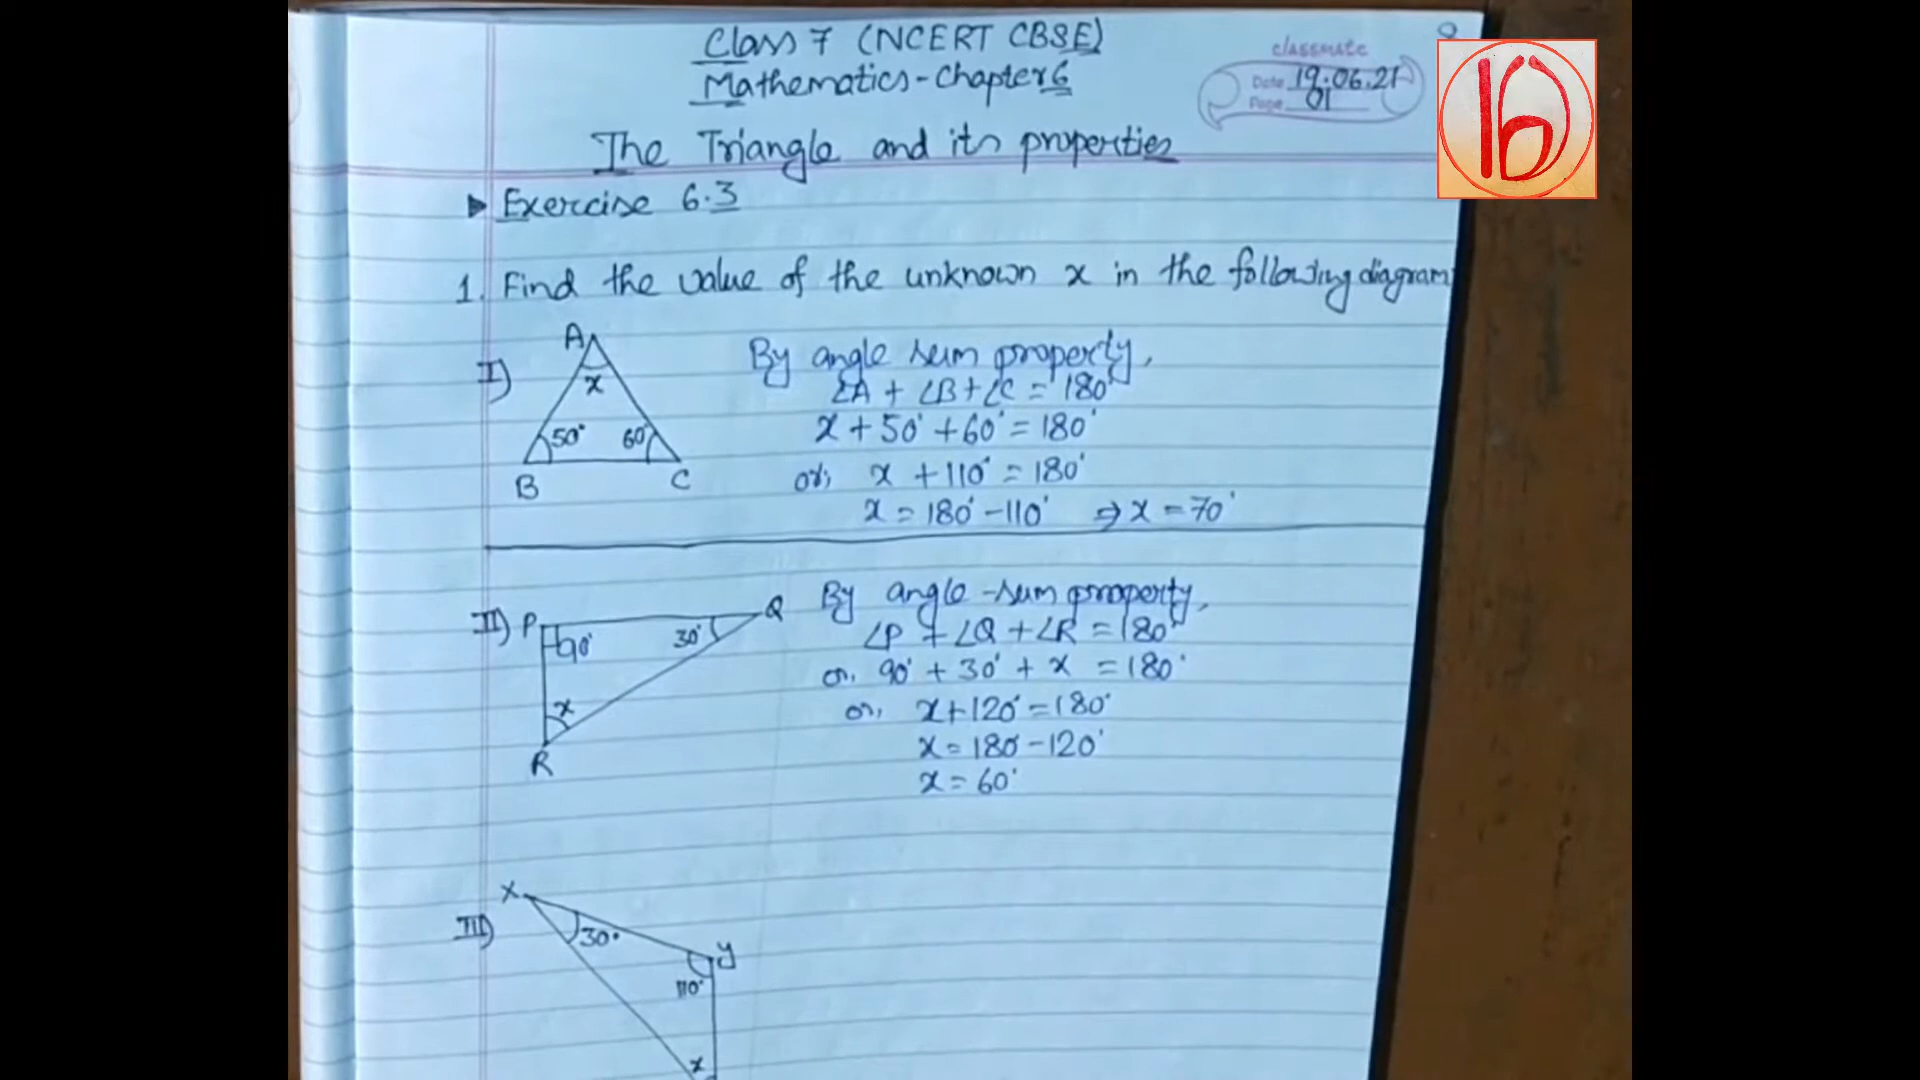 Class 7 (NCERT CBSE)
Mathematics - Chapter 6
classmate
Date 19.06.21
Page 01
The Triangle and its properties
▶ Exercise 6.3
1. Find the value of the unknown x in the following diagram
I)
A
x
50°
60°
B
C
By angle sum property,
∠A + ∠B + ∠C = 180°
x + 50° + 60° = 180°
or, x + 110° = 180°
x = 180° - 110° ⇒ x = 70°
II)
P
Q
90°
30°
x
R
By angle-sum property,
∠P + ∠Q + ∠R = 180°
or, 90° + 30° + x = 180°
or, x + 120° = 180°
x = 180° - 120°
x = 60°
III)
X
30°
y
110°
x